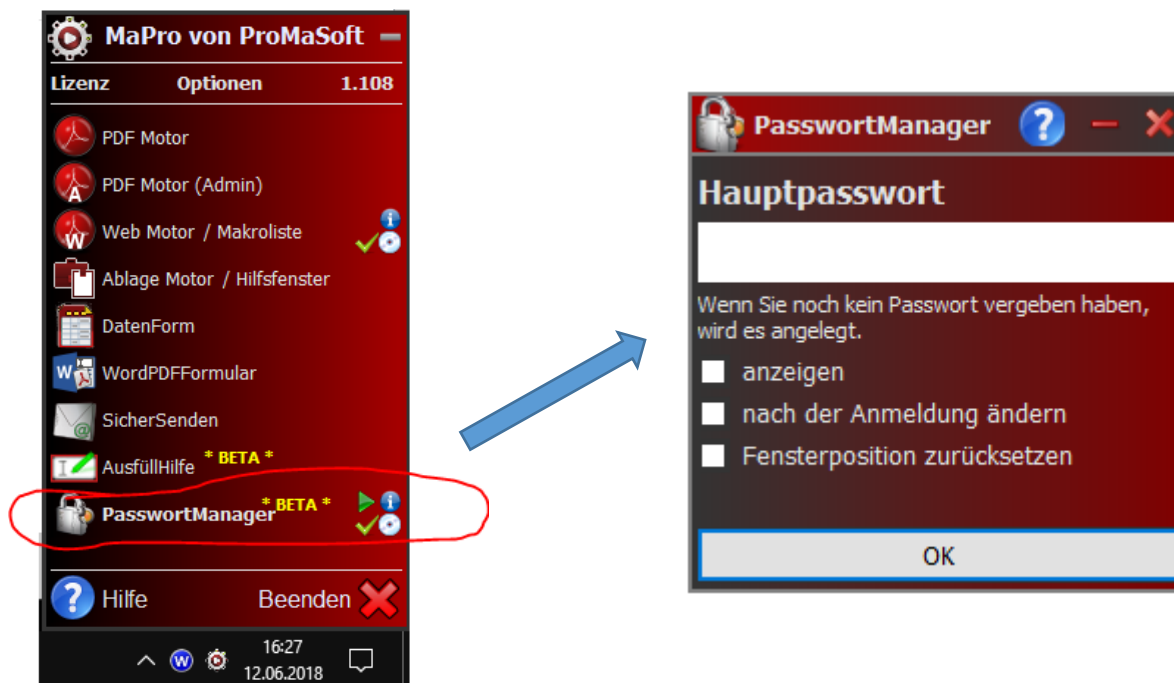 MaPro von ProMaSoft
Lizenz Optionen 1.108
PDF Motor
PDF Motor (Admin)
Web Motor / Makroliste
Ablage Motor / Hilfsfenster
DatenForm
WordPDFFormular
SicherSenden
AusfüllHilfe * BETA *
PasswortManager * BETA *
Hilfe Beenden
16:27
12.06.2018
PasswortManager
Hauptpasswort
Wenn Sie noch kein Passwort vergeben haben,
wird es angelegt.
anzeigen
nach der Anmeldung ändern
Fensterposition zurücksetzen
OK